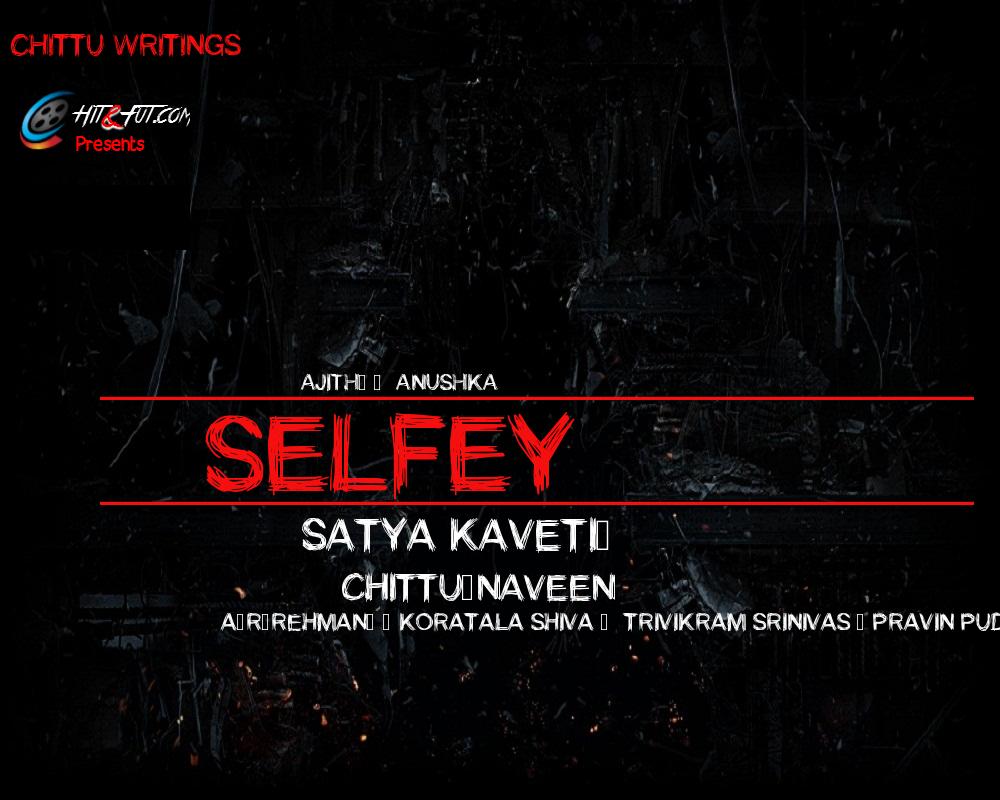 CHITTU WRITINGS
HIT&FUT.COM
Presents
AJITH▯ ▯ ANUSHKA
SELFEY
SATYA KAVETI▯
CHITTU▯NAVEEN
A▯R▯REHMAN▯ ▯ KORATALA SHIVA ▯ TRIVIKRAM SRINIVAS ▯ PRAVIN PUD